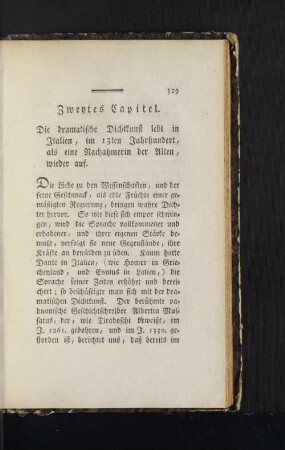 329
Zweytes Capitel.
Die dramatische Dichtkunst lebt in
Italien, im 13ten Jahrhundert,
als eine Nachahmerin der Alten,
wieder auf.
Die Liebe zu den Wissenschaften, und der
feine Geschmack, als edle Früchte einer ge-
mäßigten Regierung, bringen wahre Dich-
ter hervor. So wie diese sich empor schwin-
gen, wird die Sprache vollkommener und
erhabener, und ihrer eigenen Stärke be-
wußt, verfolgt sie neue Gegenstände, ihre
Kräfte an denselben zu üben. Kaum hatte
Dante in Italien, (wie Homer in Grie-
chenland, und Ennius in Latien,) die
Sprache seiner Zeiten erhöhet und berei-
chert; so beschäftigte man sich mit der dra-
matischen Dichtkunst. Der berühmte pa-
duanische Geschichtschreiber Albertin Mus-
satus, der, wie Tiraboschi beweißt, im
J. 1261. gebohren, und im J. 1330. ge-
storben ist, berichtet uns, daß bereits im